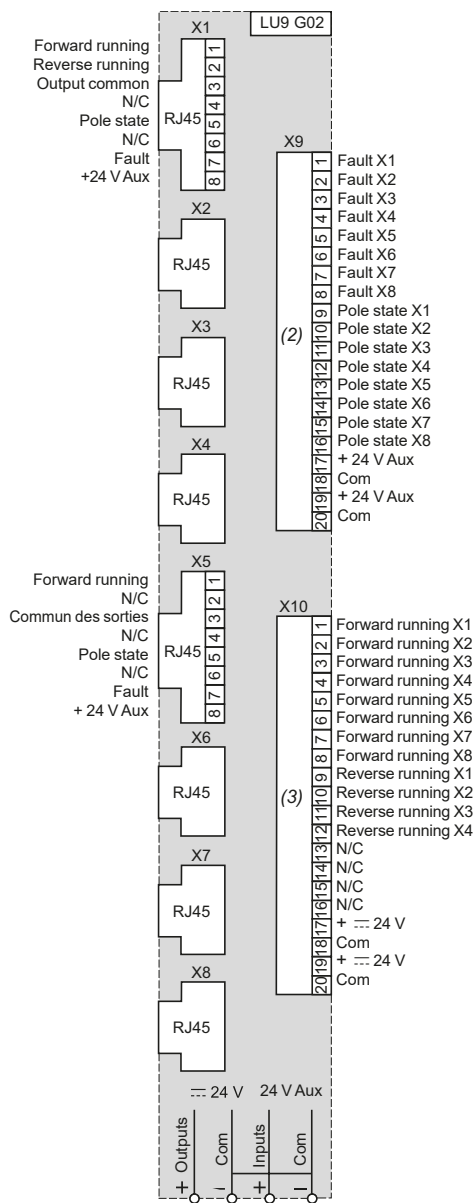 LU9 G02
X1
Forward running 1
Reverse running 2
Output common 3
N/C 4
Pole state 5
N/C 6
Fault 7
+24 V Aux 8
RJ45
X2
RJ45
X3
RJ45
X4
RJ45
X5
Forward running 1
N/C 2
Commun des sorties 3
N/C 4
Pole state 5
N/C 6
Fault 7
+ 24 V Aux 8
RJ45
X6
RJ45
X7
RJ45
X8
RJ45
X9
(2)
1 Fault X1
2 Fault X2
3 Fault X3
4 Fault X4
5 Fault X5
6 Fault X6
7 Fault X7
8 Fault X8
9 Pole state X1
10 Pole state X2
11 Pole state X3
12 Pole state X4
13 Pole state X5
14 Pole state X6
15 Pole state X7
16 Pole state X8
17 + 24 V Aux
18 Com
19 + 24 V Aux
20 Com
X10
(3)
1 Forward running X1
2 Forward running X2
3 Forward running X3
4 Forward running X4
5 Forward running X5
6 Forward running X6
7 Forward running X7
8 Forward running X8
9 Reverse running X1
10 Reverse running X2
11 Reverse running X3
12 Reverse running X4
13 N/C
14 N/C
15 N/C
16 N/C
17 + ⎓ 24 V
18 Com
19 + ⎓ 24 V
20 Com
⎓ 24 V
24 V Aux
+ Outputs
– Com
+ Inputs
– Com